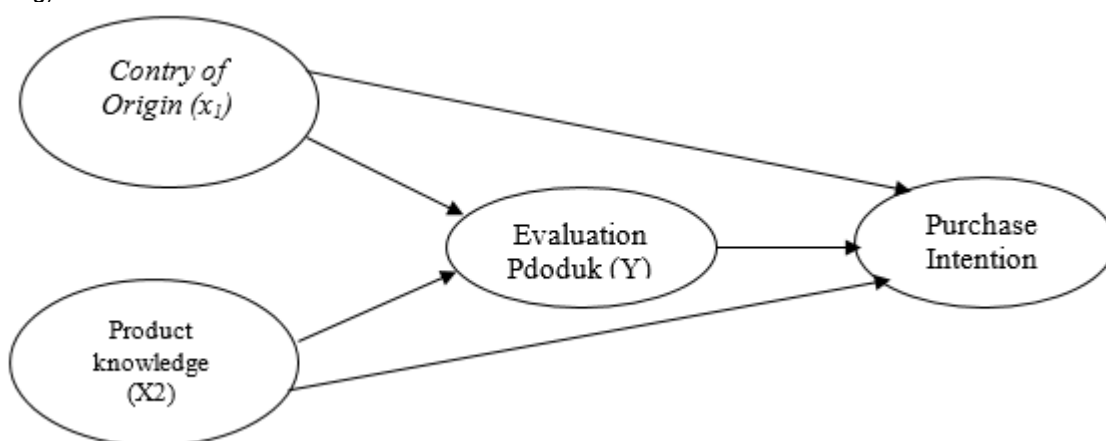 Contry of
Origin (x₁)
Evaluation
Pdoduk (Y)
Purchase
Intention
Product
knowledge
(X2)